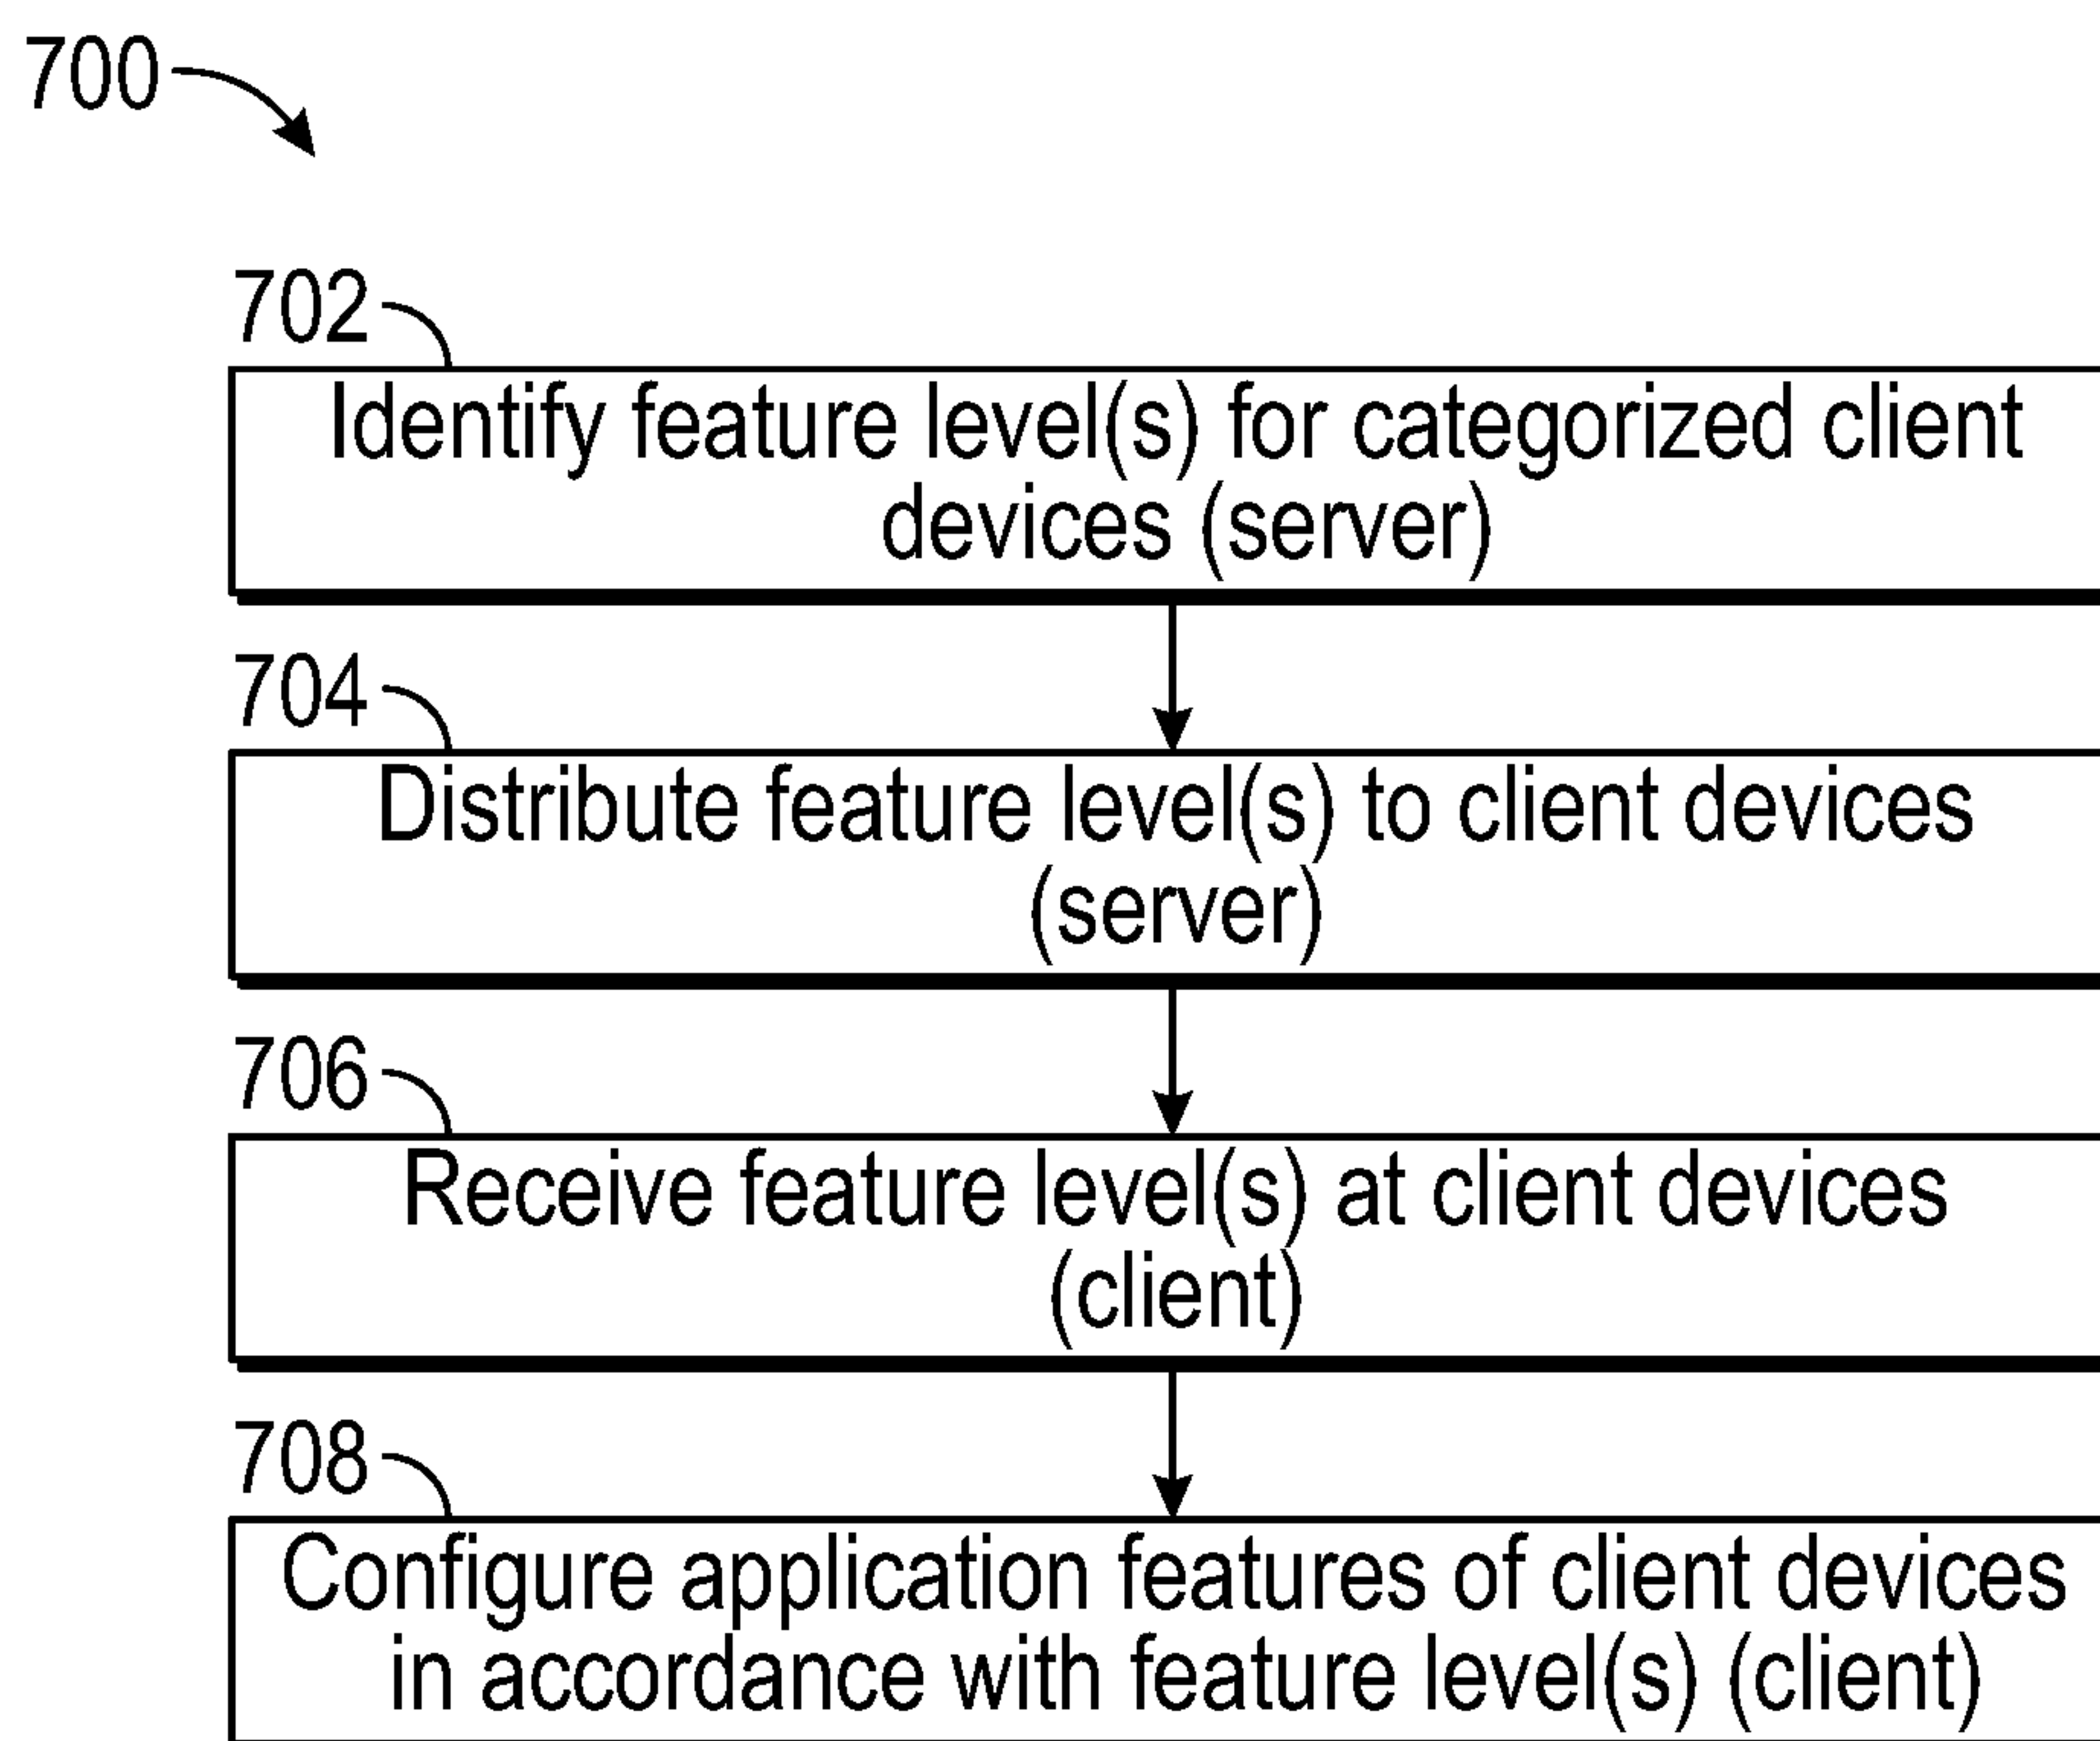 700
702
Identify feature level(s) for categorized client
devices (server)
704
Distribute feature level(s) to client devices
(server)
706
Receive feature level(s) at client devices
(client)
708
Configure application features of client devices
in accordance with feature level(s) (client)